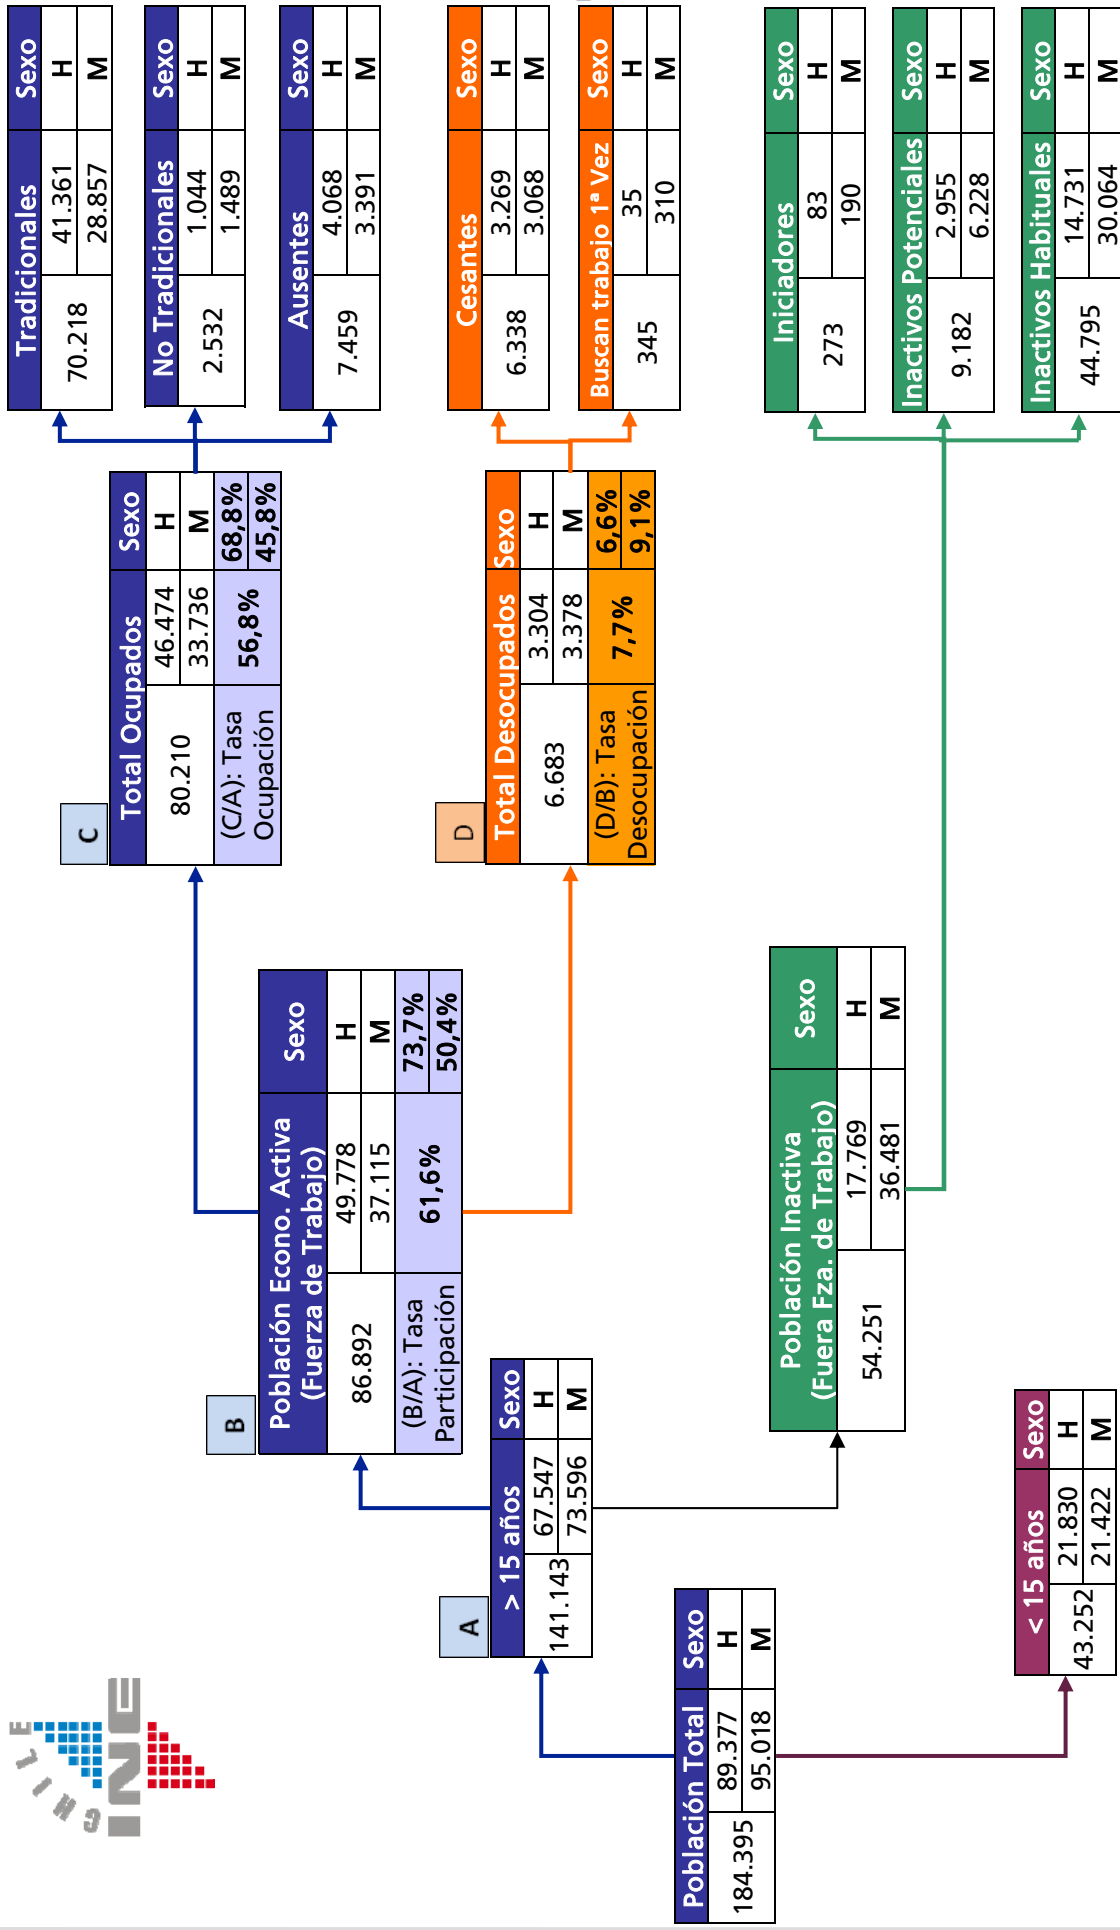 CHILE
INE
Población Total Sexo
184.395 89.377 H
95.018 M
A
> 15 años Sexo
141.143 67.547 H
73.596 M
< 15 años Sexo
43.252 21.830 H
21.422 M
B
Población Econo. Activa
(Fuerza de Trabajo) Sexo
86.892 49.778 H
37.115 M
(B/A): Tasa
Participación 61,6% 73,7%
50,4%
Población Inactiva
(Fuera Fza. de Trabajo) Sexo
54.251 17.769 H
36.481 M
C
Total Ocupados Sexo
80.210 46.474 H
33.736 M
(C/A): Tasa
Ocupación 56,8% 68,8%
45,8%
D
Total Desocupados Sexo
6.683 3.304 H
3.378 M
(D/B): Tasa
Desocupación 7,7% 6,6%
9,1%
Tradicionales Sexo
70.218 41.361 H
28.857 M
No Tradicionales Sexo
2.532 1.044 H
1.489 M
Ausentes Sexo
7.459 4.068 H
3.391 M
Cesantes Sexo
6.338 3.269 H
3.068 M
Buscan trabajo 1ª Vez Sexo
345 35 H
310 M
Iniciadores Sexo
273 83 H
190 M
Inactivos Potenciales Sexo
9.182 2.955 H
6.228 M
Inactivos Habituales Sexo
44.795 14.731 H
30.064 M